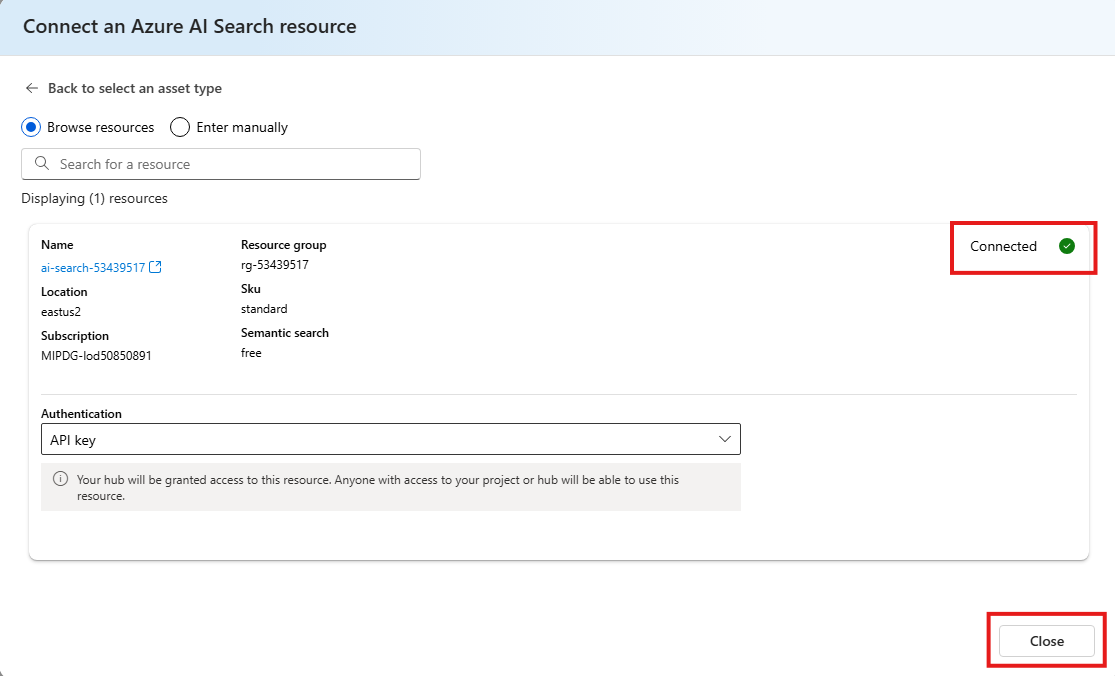 Connect an Azure AI Search resource
Back to select an asset type
Browse resources Enter manually
Search for a resource
Displaying (1) resources
Name
ai-search-53439517
Location
eastus2
Subscription
MIPDG-lod50850891
Resource group
rg-53439517
Sku
standard
Semantic search
free
Connected
Authentication
API key
Your hub will be granted access to this resource. Anyone with access to your project or hub will be able to use this
resource.
Close